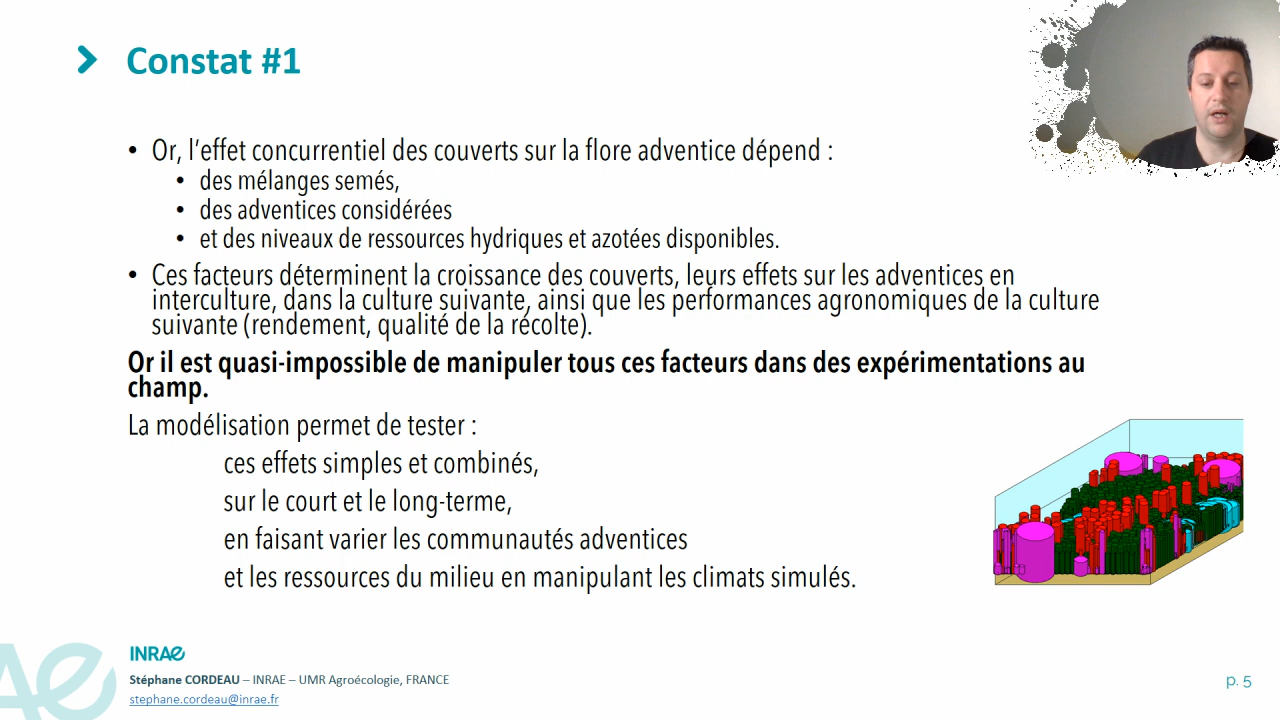 Constat #1
• Or, l'effet concurrentiel des couverts sur la flore adventice dépend :
• des mélanges semés,
• des adventices considérées
• et des niveaux de ressources hydriques et azotées disponibles.
• Ces facteurs déterminent la croissance des couverts, leurs effets sur les adventices en
interculture, dans la culture suivante, ainsi que les performances agronomiques de la culture
suivante (rendement, qualité de la récolte).
Or il est quasi-impossible de manipuler tous ces facteurs dans des expérimentations au
champ.
La modélisation permet de tester :
ces effets simples et combinés,
sur le court et le long-terme,
en faisant varier les communautés adventices
et les ressources du milieu en manipulant les climats simulés.
INRAE
Stéphane CORDEAU – INRAE – UMR Agroécologie, FRANCE
stephane.cordeau@inrae.fr
p. 5